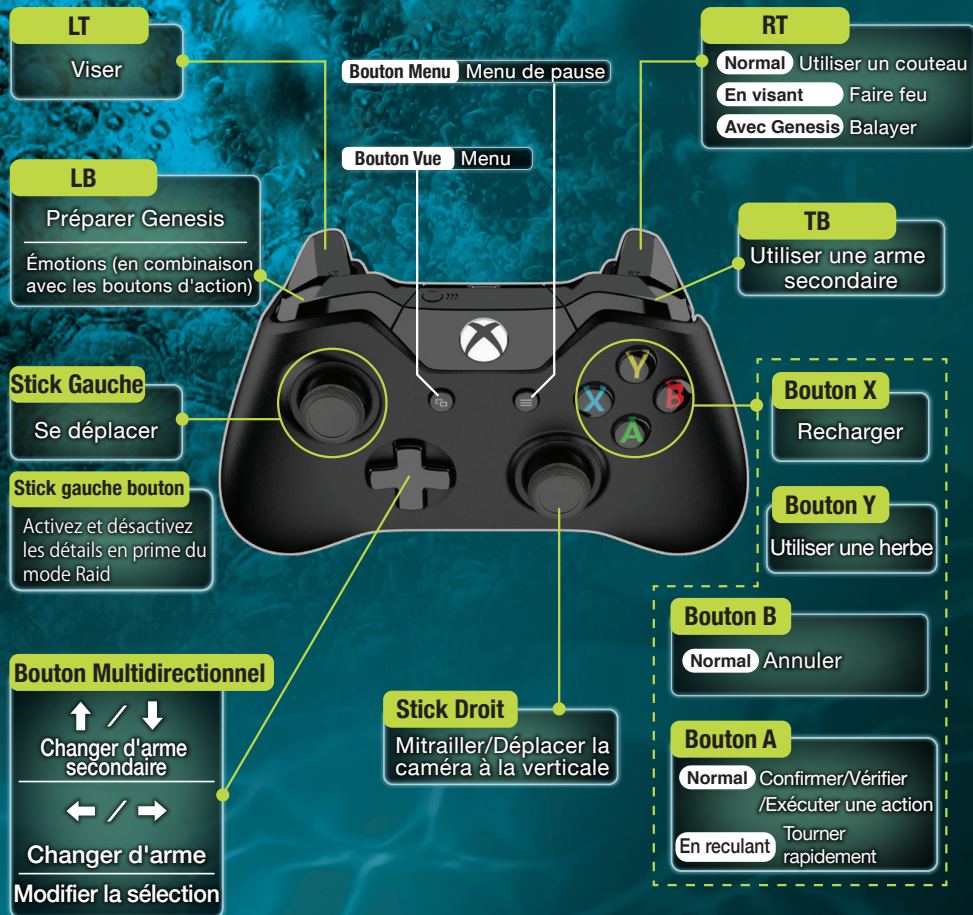 LT
Viser
Bouton Menu Menu de pause
Bouton Vue Menu
RT
Normal Utiliser un couteau
En visant Faire feu
Avec Genesis Balayer
LB
Préparer Genesis
Émotions (en combinaison
avec les boutons d'action)
TB
Utiliser une arme
secondaire
LT
RT
Y
X
B
A
Stick Gauche
Se déplacer
Stick gauche bouton
Activez et désactivez
les détails en prime du
mode Raid
Bouton X
Recharger
Bouton Y
Utiliser une herbe
Bouton B
Normal Annuler
Bouton A
Normal Confirmer/Vérifier
/Exécuter une action
En reculant Tourner
rapidement
Bouton Multidirectionnel
↑ / ↓
Changer d'arme
secondaire
← / →
Changer d'arme
Modifier la sélection
Stick Droit
Mitrailler/Déplacer la
caméra à la verticale